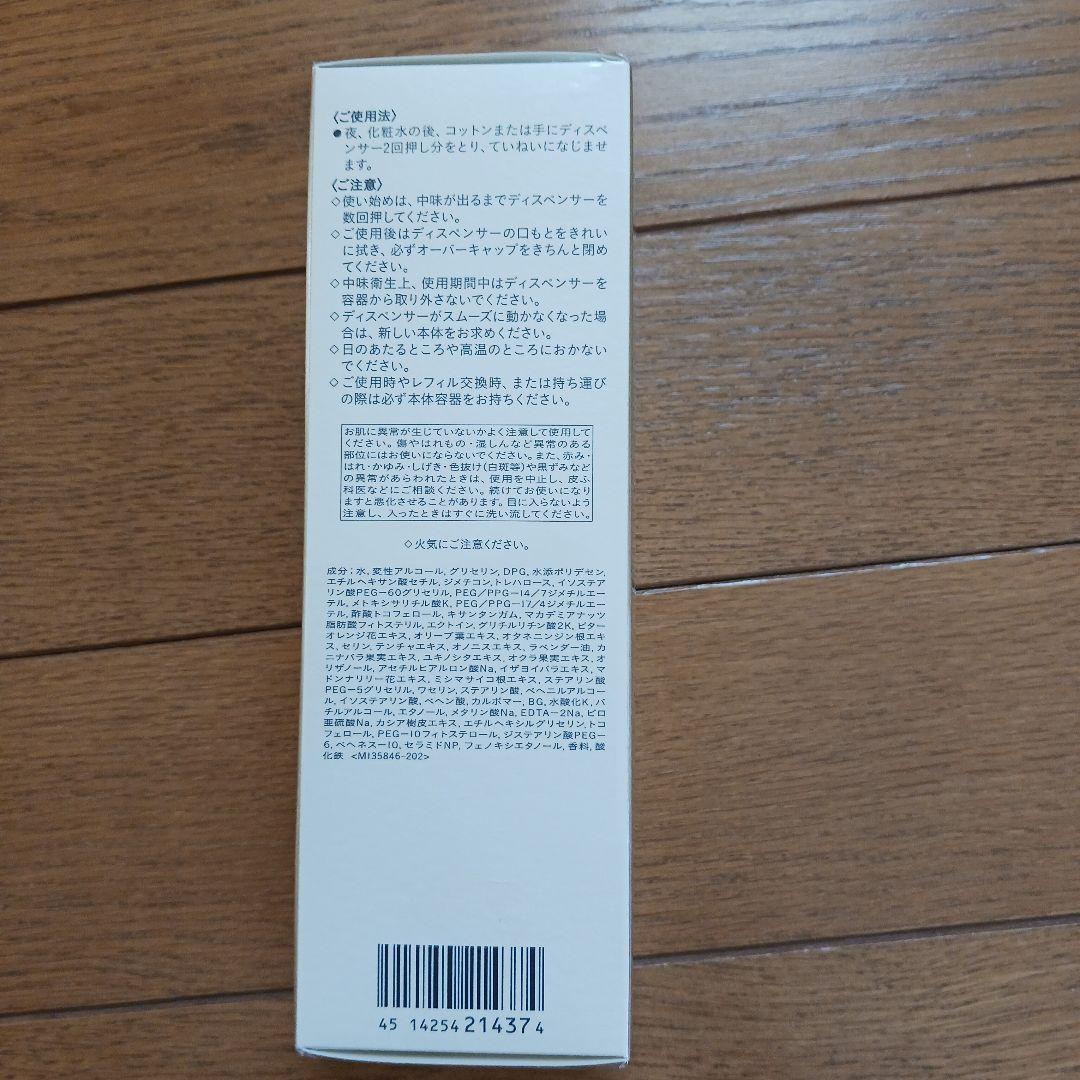 〈ご使用法〉
●夜、化粧水の後、コットンまたは手にディスペ
ンサー2回押し分をとり、ていねいになじませ
ます。
〈ご注意〉
◇使い始めは、中味が出るまでディスペンサーを
数回押してください。
◇ご使用後はディスペンサーの口もとをきれい
に拭き、必ずオーバーキャップをきちんと閉め
てください。
◇中味衛生上、使用期間中はディスペンサーを
容器から取り外さないでください。
◇ディスペンサーがスムーズに動かなくなった場
合は、新しい本体をお求めください。
◇日のあたるところや高温のところにおかない
でください。
◇ご使用時やレフィル交換時、または持ち運び
の際は必ず本体容器をお持ちください。
お肌に異常が生じていないかよく注意して使用して
ください。傷やはれもの・湿しんなど異常のある
部位にはお使いにならないでください。また、赤み・
はれ・かゆみ・しげき・色抜け(白斑等)や黒ずみなど
の異常があらわれたときは、使用を中止し、皮ふ
科医などにご相談ください。続けてお使いになり
ますと悪化させることがあります。目に入らないよう
注意し、入ったときはすぐに洗い流してください。
◇火気にご注意ください。
成分;水, 変性アルコール, グリセリン, DPG, 水添ポリデセン,
エチルヘキサン酸セチル, ジメチコン, トレハロース, イソステア
リン酸PEG-60グリセリル, PEG/PPG-14/7ジメチルエー
テル, メトキシサリチル酸K, PEG/PPG-17/4ジメチルエー
テル, 酢酸トコフェロール, キサンタンガム, マカデミアナッツ
脂肪酸フィトステリル, エクトイン, グリチルリチン酸2K, ビター
オレンジ花エキス, オリーブ葉エキス, オタネニンジン根エキ
ス, セリン, テンチャエキス, オノニスエキス, ラベンダー油, カ
ニナバラ果実エキス, ユキノシタエキス, オクラ果実エキス, オ
リザノール, アセチルヒアルロン酸Na, イザヨイバラエキス, マ
ドンナリリー花エキス, ミシマサイコ根エキス, ステアリン酸
PEG-5グリセリル, ワセリン, ステアリン酸, ベヘニルアルコー
ル, イソステアリン酸, ベヘン酸, カルボマー, BG, 水酸化K, バ
チルアルコール, エタノール, メタリン酸Na, EDTA-2Na, ピロ
亜硫酸Na, カシア樹皮エキス, エチルヘキシルグリセリン, トコ
フェロール, PEG-10フィトステロール, ジステアリン酸PEG-
6, ベヘネス-10, セラミドNP, フェノキシエタノール, 香料, 酸
化鉄 <MI35846-202>
45 14254 214374